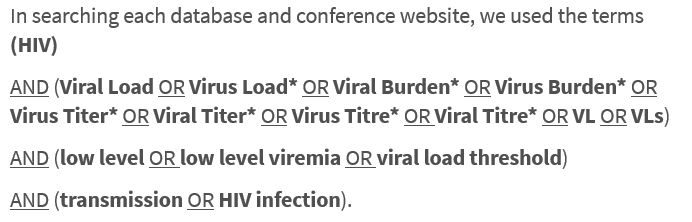 In searching each database and conference website, we used the terms
(HIV)
AND (Viral Load OR Virus Load* OR Viral Burden* OR Virus Burden* OR
Virus Titer* OR Viral Titer* OR Virus Titre* OR Viral Titre* OR VL OR VLs)
AND (low level OR low level viremia OR viral load threshold)
AND (transmission OR HIV infection).